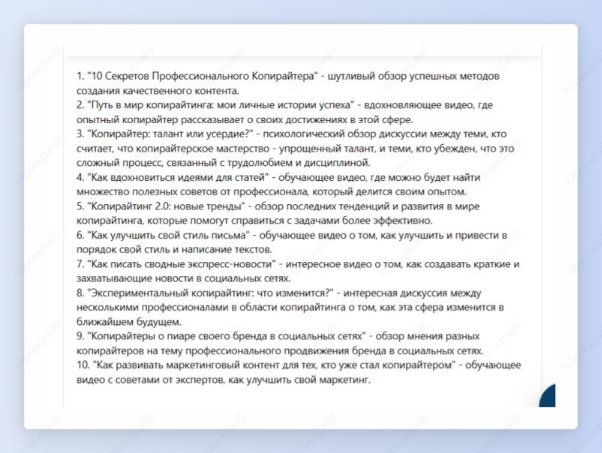 1. "10 Секретов Профессионального Копирайтера" - шутливый обзор успешных методов
создания качественного контента.
2. "Путь в мир копирайтинга: мои личные истории успеха" - вдохновляющее видео, где
опытный копирайтер рассказывает о своих достижениях в этой сфере.
3. "Копирайтер: талант или усердие?" - психологический обзор дискуссии между теми, кто
считает, что копирайтерское мастерство - упрощенный талант, и теми, кто убежден, что это
сложный процесс, связанный с трудолюбием и дисциплиной.
4. "Как вдохновиться идеями для статей" - обучающее видео, где можно будет найти
множество полезных советов от профессионала, который делится своим опытом.
5. "Копирайтинг 2.0: новые тренды" - обзор последних тенденций и развития в мире
копирайтинга, которые помогут справиться с задачами более эффективно.
6. "Как улучшить свой стиль письма" - обучающее видео о том, как улучшить и привести в
порядок свой стиль и написание текстов.
7. "Как писать сводные экспресс-новости" - интересное видео о том, как создавать краткие и
захватывающие новости в социальных сетях.
8. "Экспериментальный копирайтинг: что изменится?" - интересная дискуссия между
несколькими профессионалами в области копирайтинга о том, как эта сфера изменится в
ближайшем будущем.
9. "Копирайтеры о пиаре своего бренда в социальных сетях" - обзор мнения разных
копирайтеров на тему профессионального продвижения бренда в социальных сетях.
10. "Как развивать маркетинговый контент для тех, кто уже стал копирайтером" - обучающее
видео с советами от экспертов, как улучшить свой маркетинг.